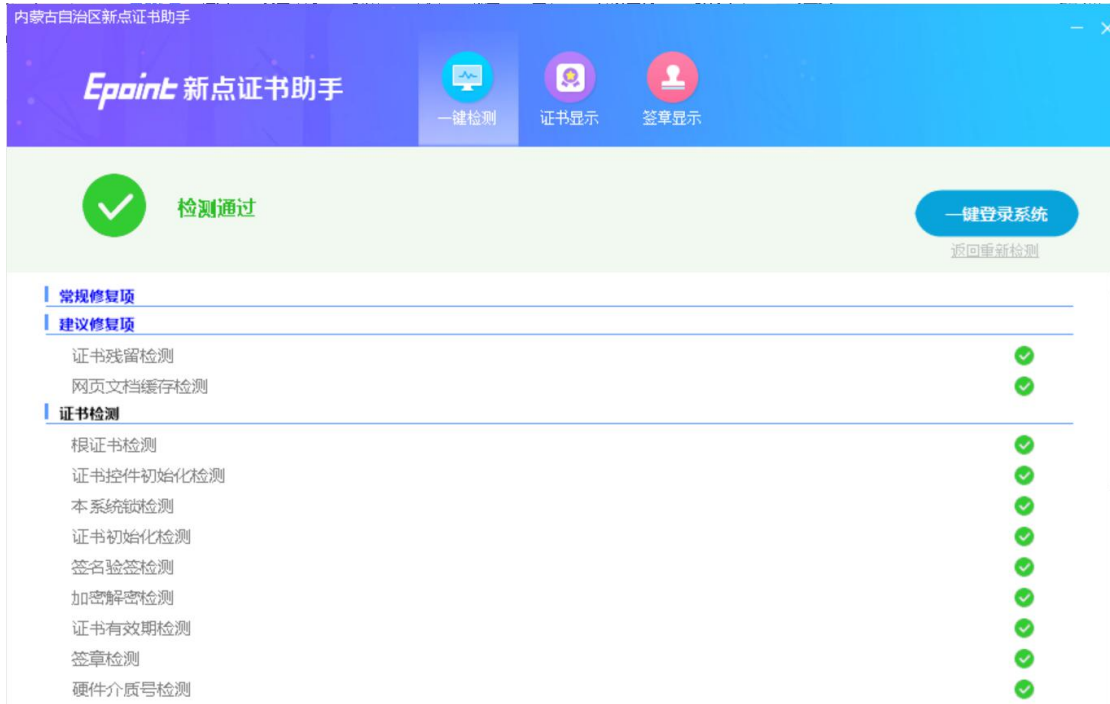 内蒙古自治区新点证书助手
Epoint 新点证书助手
一键检测 证书显示 签章显示
检测通过
一键登录系统
返回重新检测
常规修复项
建议修复项
证书残留检测
网页文档缓存检测
证书检测
根证书检测
证书控件初始化检测
本系统锁检测
证书初始化检测
签名验签检测
加密解密检测
证书有效期检测
签章检测
硬件介质号检测